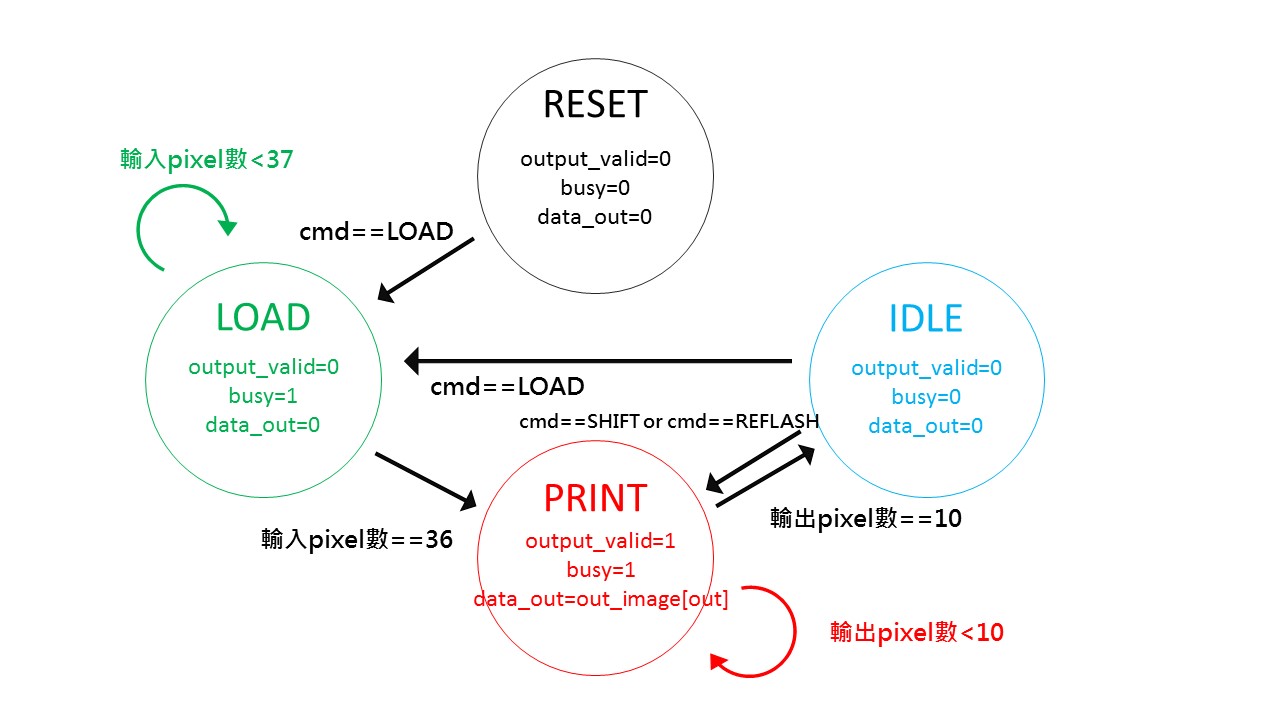 RESET
output_valid=0
busy=0
data_out=0
輸入pixel數<37
cmd==LOAD
LOAD
output_valid=0
busy=1
data_out=0
IDLE
output_valid=0
busy=0
data_out=0
cmd==LOAD
cmd==SHIFT or cmd==REFLASH
PRINT
output_valid=1
busy=1
data_out=out_image[out]
輸入pixel數==36
輸出pixel數==10
輸出pixel數<10